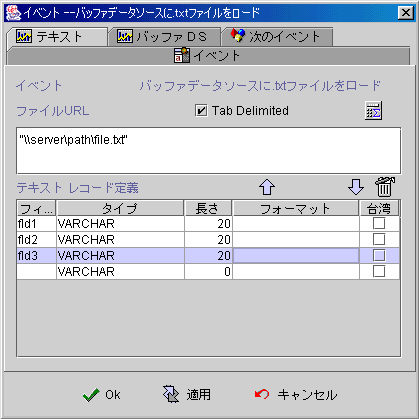 イベント --バッファデータソースに.txtファイルをロード
テキスト バッファＤＳ 次のイベント
イベント
イベント バッファデータソースに.txtファイルをロード
ファイルURL Tab Delimited
"\\server\path\file.txt"
テキスト レコード定義
フィ... タイプ 長さ フォーマット 台湾
fld1 VARCHAR 20
fld2 VARCHAR 20
fld3 VARCHAR 20
VARCHAR 0
Ok 適用 キャンセル